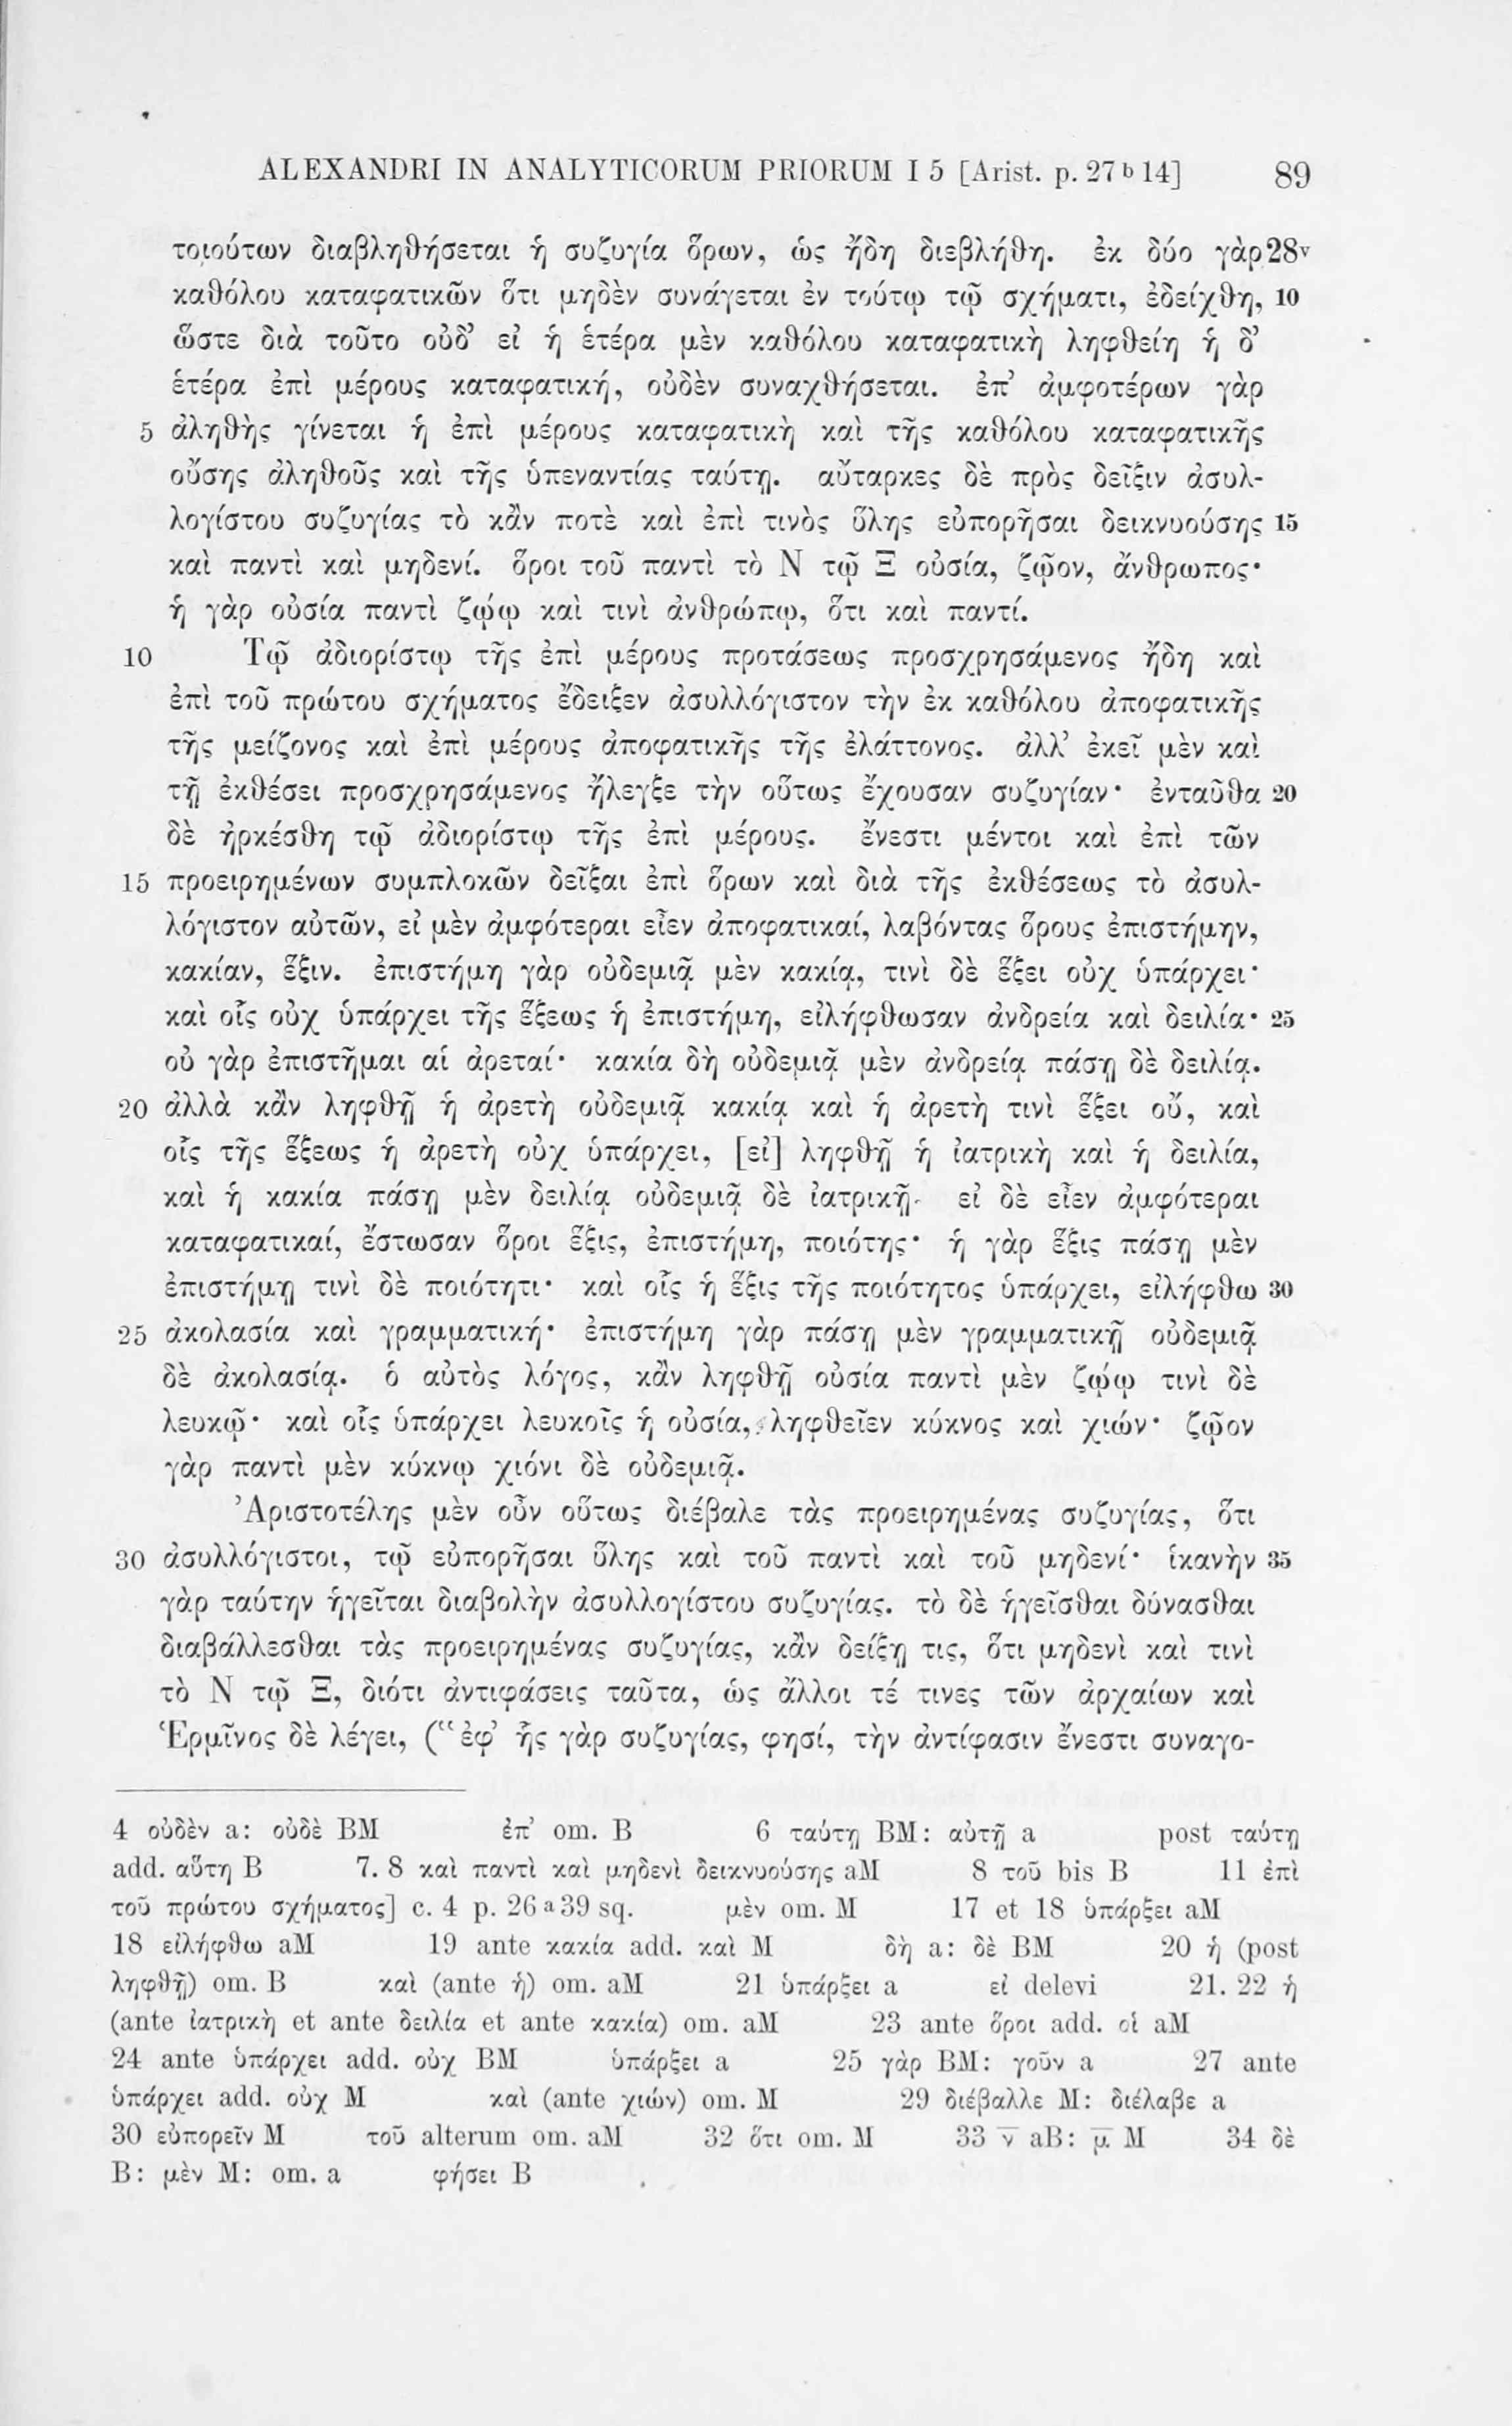 ALEXANDRI IN ANALYTICORUM PRIORUM I 5 [Arist. p. 27 b 14] 89
τοιούτων διαβληθήσεται ἡ συζυγία ὅρων, ὡς ἤδη διεβλήθη. ἐκ δύο γὰρ 28v
καθόλου καταφατικῶν ὅτι μηδὲν συνάγεται ἐν τούτῳ τῷ σχήματι, ἐδείχθη, 10
ὥστε διὰ τοῦτο οὐδ’ εἰ ἡ ἑτέρα μὲν καθόλου καταφατικὴ ληφθείη ἡ δ’
ἑτέρα ἐπὶ μέρους καταφατική, οὐδὲν συναχθήσεται. ἐπ’ ἀμφοτέρων γὰρ
5 ἀληθὴς γίνεται ἡ ἐπὶ μέρους καταφατικὴ καὶ τῆς καθόλου καταφατικῆς
οὔσης ἀληθοῦς καὶ τῆς ὑπεναντίας ταύτῃ. αὔταρκες δὲ πρὸς δεῖξιν ἀσυλ-
λογίστου συζυγίας τὸ κἂν ποτὲ καὶ ἐπὶ τινὸς ὕλης εὐπορῆσαι δεικνυούσης 15
καὶ παντὶ καὶ μηδενί. ὅροι τοῦ παντὶ τὸ Ν τῷ Ξ οὐσία, ζῷον, ἄνθρωπος·
ἡ γὰρ οὐσία παντὶ ζῴῳ καὶ τινὶ ἀνθρώπῳ, ὅτι καὶ παντί.
10 Τῷ ἀδιορίστῳ τῆς ἐπὶ μέρους προτάσεως προσχρησάμενος ἤδη καὶ
ἐπὶ τοῦ πρώτου σχήματος ἔδειξεν ἀσυλλόγιστον τὴν ἐκ καθόλου ἀποφατικῆς
τῆς μείζονος καὶ ἐπὶ μέρους ἀποφατικῆς τῆς ἐλάττονος. ἀλλ’ ἐκεῖ μὲν καὶ
τῇ ἐκθέσει προσχρησάμενος ἤλεγξε τὴν οὕτως ἔχουσαν συζυγίαν· ἐνταῦθα 20
δὲ ἠρκέσθη τῷ ἀδιορίστῳ τῆς ἐπὶ μέρους. ἔνεστι μέντοι καὶ ἐπὶ τῶν
15 προειρημένων συμπλοκῶν δεῖξαι ἐπὶ ὅρων καὶ διὰ τῆς ἐκθέσεως τὸ ἀσυλ-
λόγιστον αὐτῶν, εἰ μὲν ἀμφότεραι εἶεν ἀποφατικαί, λαβόντας ὅρους ἐπιστήμην,
κακίαν, ἕξιν. ἐπιστήμη γὰρ οὐδεμιᾷ μὲν κακίᾳ, τινὶ δὲ ἕξει οὐχ ὑπάρχει·
καὶ οἷς οὐχ ὑπάρχει τῆς ἕξεως ἡ ἐπιστήμη, εἰλήφθωσαν ἀνδρεία καὶ δειλία· 25
οὐ γὰρ ἐπιστῆμαι αἱ ἀρεταί· κακία δὴ οὐδεμιᾷ μὲν ἀνδρείᾳ πάσῃ δὲ δειλίᾳ.
20 ἀλλὰ κἂν ληφθῇ ἡ ἀρετὴ οὐδεμιᾷ κακίᾳ καὶ ἡ ἀρετὴ τινὶ ἕξει οὔ, καὶ
οἷς τῆς ἕξεως ἡ ἀρετὴ οὐχ ὑπάρχει, [εἰ] ληφθῇ ἡ ἰατρικὴ καὶ ἡ δειλία,
καὶ ἡ κακία πάσῃ μὲν δειλίᾳ οὐδεμιᾷ δὲ ἰατρικῇ. εἰ δὲ εἶεν ἀμφότεραι
καταφατικαί, ἔστωσαν ὅροι ἕξις, ἐπιστήμη, ποιότης· ἡ γὰρ ἕξις πάσῃ μὲν
ἐπιστήμῃ τινὶ δὲ ποιότητι· καὶ οἷς ἡ ἕξις τῆς ποιότητος ὑπάρχει, εἰλήφθω 30
25 ἀκολασία καὶ γραμματική· ἐπιστήμη γὰρ πάσῃ μὲν γραμματικῇ οὐδεμιᾷ
δὲ ἀκολασίᾳ. ὁ αὐτὸς λόγος, κἂν ληφθῇ οὐσία παντὶ μὲν ζῴῳ τινὶ δὲ
λευκῷ· καὶ οἷς ὑπάρχει λευκοῖς ἡ οὐσία, ληφθεῖεν κύκνος καὶ χιών· ζῷον
γὰρ παντὶ μὲν κύκνῳ χιόνι δὲ οὐδεμιᾷ.
Ἀριστοτέλης μὲν οὖν οὕτως διέβαλε τὰς προειρημένας συζυγίας, ὅτι
30 ἀσυλλόγιστοι, τῷ εὐπορῆσαι ὕλης καὶ τοῦ παντὶ καὶ τοῦ μηδενί· ἱκανὴν 35
γὰρ ταύτην ἡγεῖται διαβολὴν ἀσυλλογίστου συζυγίας. τὸ δὲ ἡγεῖσθαι δύνασθαι
διαβάλλεσθαι τὰς προειρημένας συζυγίας, κἂν δείξῃ τις, ὅτι μηδενὶ καὶ τινὶ
τὸ Ν τῷ Ξ, διότι ἀντιφάσεις ταῦτα, ὡς ἄλλοι τέ τινες τῶν ἀρχαίων καὶ
Ἑρμῖνος δὲ λέγει, (“ἐφ’ ἧς γὰρ συζυγίας, φησί, τὴν ἀντίφασιν ἔνεστι συναγο-
4 οὐδὲν a: οὐδὲ BM ἐπ’ om. B 6 ταύτῃ BM: αὐτῇ a post ταύτῃ
add. αὕτη B 7. 8 καὶ παντὶ καὶ μηδενὶ δεικνυούσης aM 8 τοῦ bis B 11 ἐπὶ
τοῦ πρώτου σχήματος] c. 4 p. 26 a 39 sq. μὲν om. M 17 et 18 ὑπάρξει aM
18 εἰλήφθω aM 19 ante κακία add. καὶ M δὴ a: δὲ BM 20 ἡ (post
ληφθῇ) om. B καὶ (ante ἡ) om. aM 21 ὑπάρξει a εἰ delevi 21. 22 ἡ
(ante ἰατρικὴ et ante δειλία et ante κακία) om. aM 23 ante ὅροι add. οἱ aM
24 ante ὑπάρχει add. οὐχ BM ὑπάρξει a 25 γὰρ BM: γοῦν a 27 ante
ὑπάρχει add. οὐχ M καὶ (ante χιών) om. M 29 διέβαλλε M: διέλαβε a
30 εὐπορεῖν M τοῦ alterum om. aM 32 ὅτι om. M 33 ν̅ aB: μ̅ M 34 δὲ
B: μὲν M: om. a φήσει B